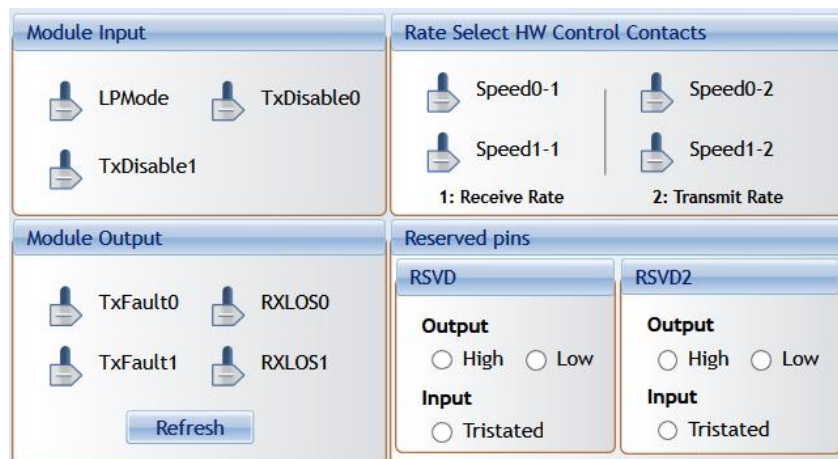 Module Input
LPMode
TxDisable0
TxDisable1
Rate Select HW Control Contacts
Speed0-1
Speed0-2
Speed1-1
Speed1-2
1: Receive Rate
2: Transmit Rate
Module Output
TxFault0
RXLOS0
TxFault1
RXLOS1
Refresh
Reserved pins
RSVD
Output
High
Low
Input
Tristated
RSVD2
Output
High
Low
Input
Tristated